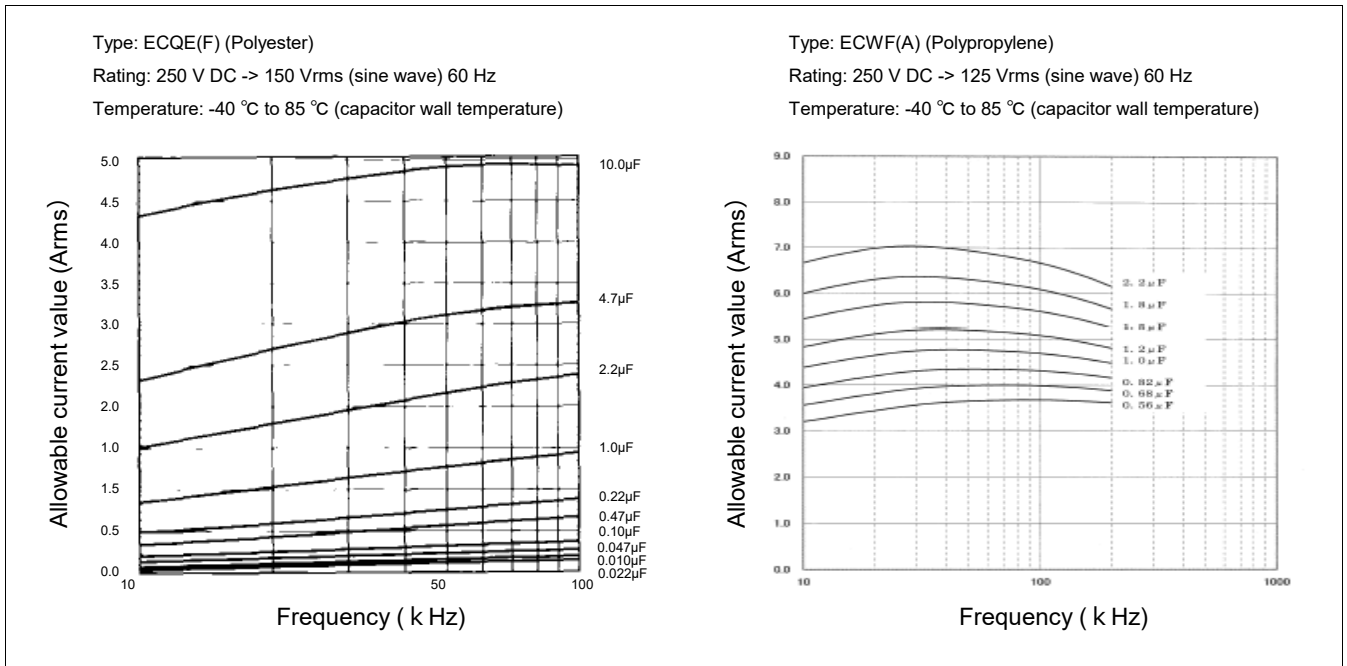 Type: ECQE(F) (Polyester)
Rating: 250 V DC -> 150 Vrms (sine wave) 60 Hz
Temperature: -40 ℃ to 85 ℃ (capacitor wall temperature)
Allowable current value (Arms)
5.0
4.5
4.0
3.5
3.0
2.5
2.0
1.0
1.5
0.5
0.0
10.0µF
4.7µF
2.2µF
1.0µF
0.22µF
0.47µF
0.10µF
0.047µF
0.010µF
0.022µF
10
50
100
Frequency ( k Hz)
Type: ECWF(A) (Polypropylene)
Rating: 250 V DC -> 125 Vrms (sine wave) 60 Hz
Temperature: -40 ℃ to 85 ℃ (capacitor wall temperature)
Allowable current value (Arms)
9.0
8.0
7.0
6.0
5.0
4.0
3.0
2.0
1.0
0.0
2.2µF
1.8µF
1.5µF
1.2µF
1.0µF
0.82µF
0.68µF
0.56µF
10
100
1000
Frequency ( k Hz)